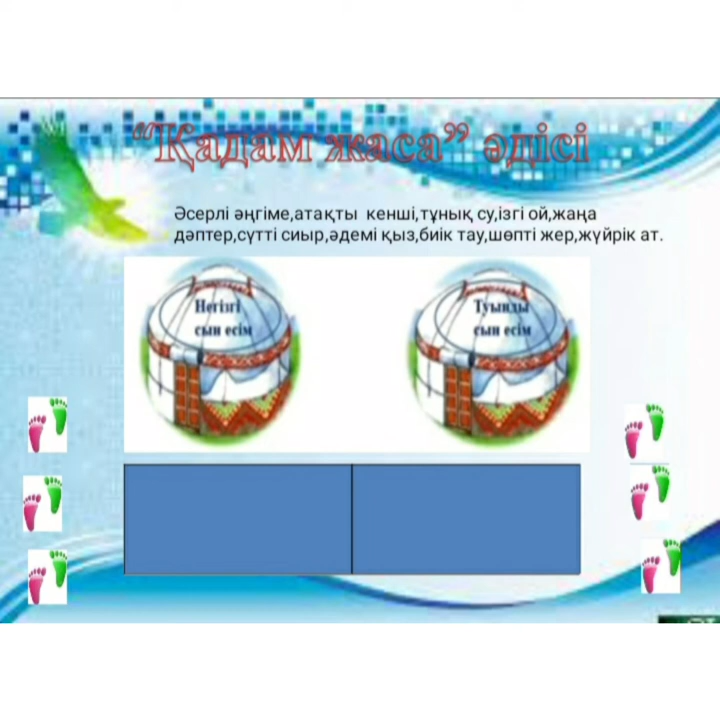 “Қадам жаса” әдісі
Әсерлі әңгіме,атақты кенші,тұнық су,ізгі ой,жаңа
дәптер,сүтті сиыр,әдемі қыз,биік тау,шөпті жер,жүйрік ат.
Негізгі
сын есім
Туынды
сын есім